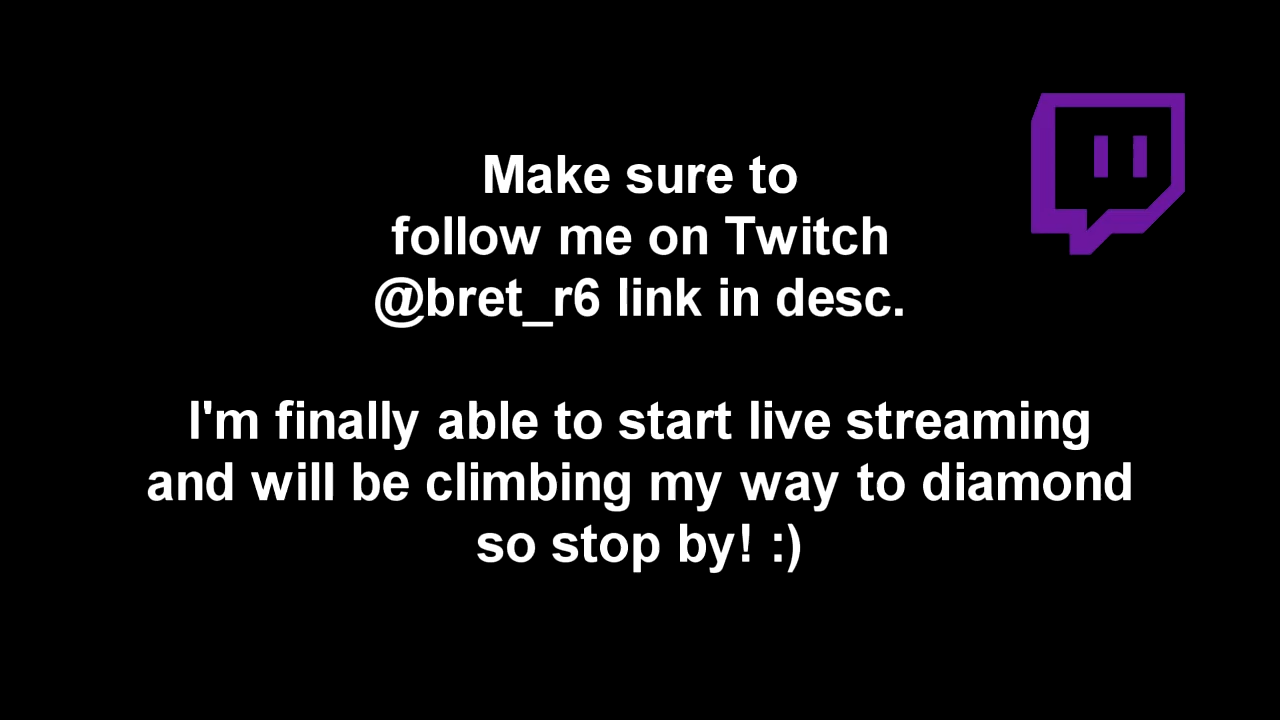 Make sure to
follow me on Twitch
@bret_r6 link in desc.
I'm finally able to start live streaming
and will be climbing my way to diamond
so stop by! :)